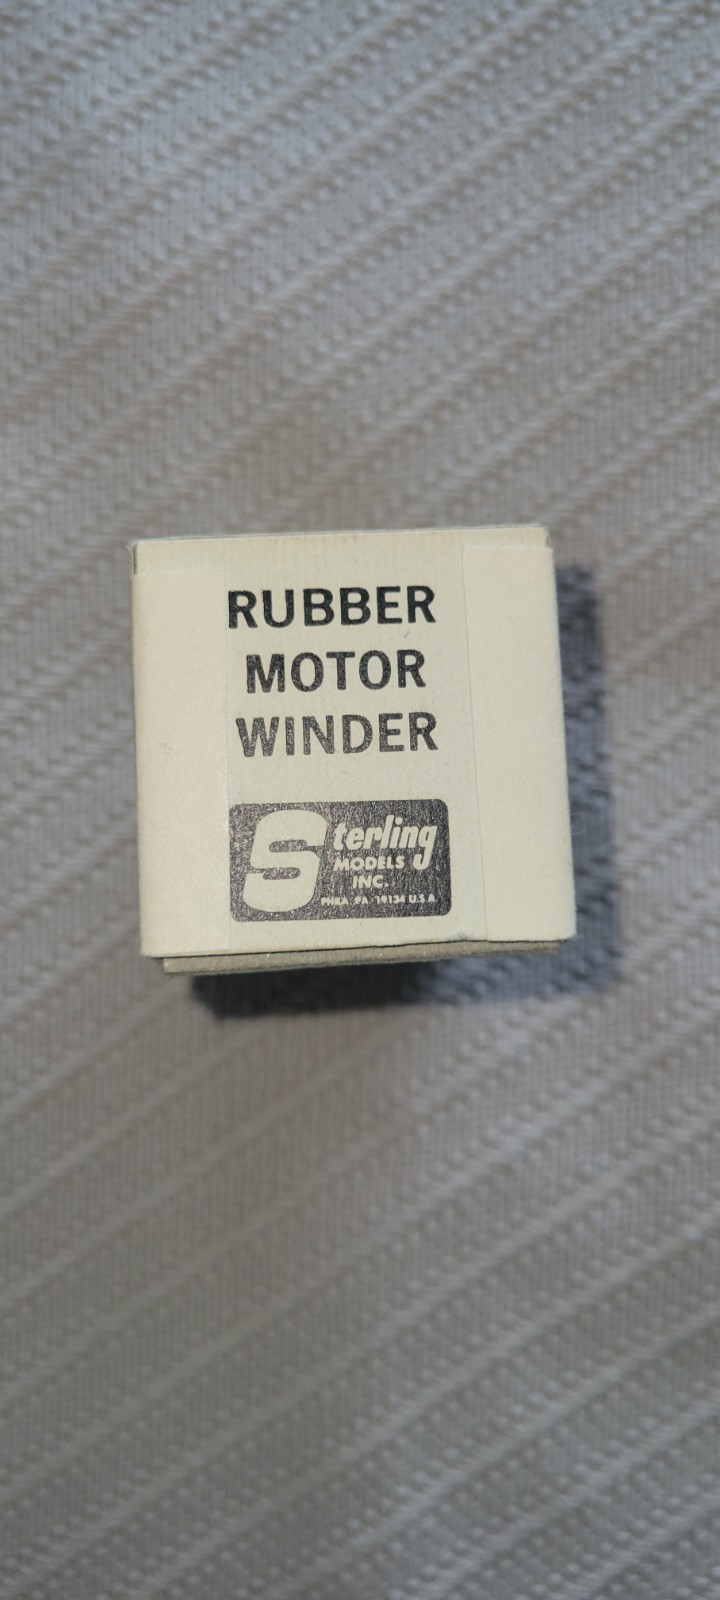 RUBBER
MOTOR
WINDER
Sterling
MODELS
INC.
PHILA. PA 19134 U.S.A